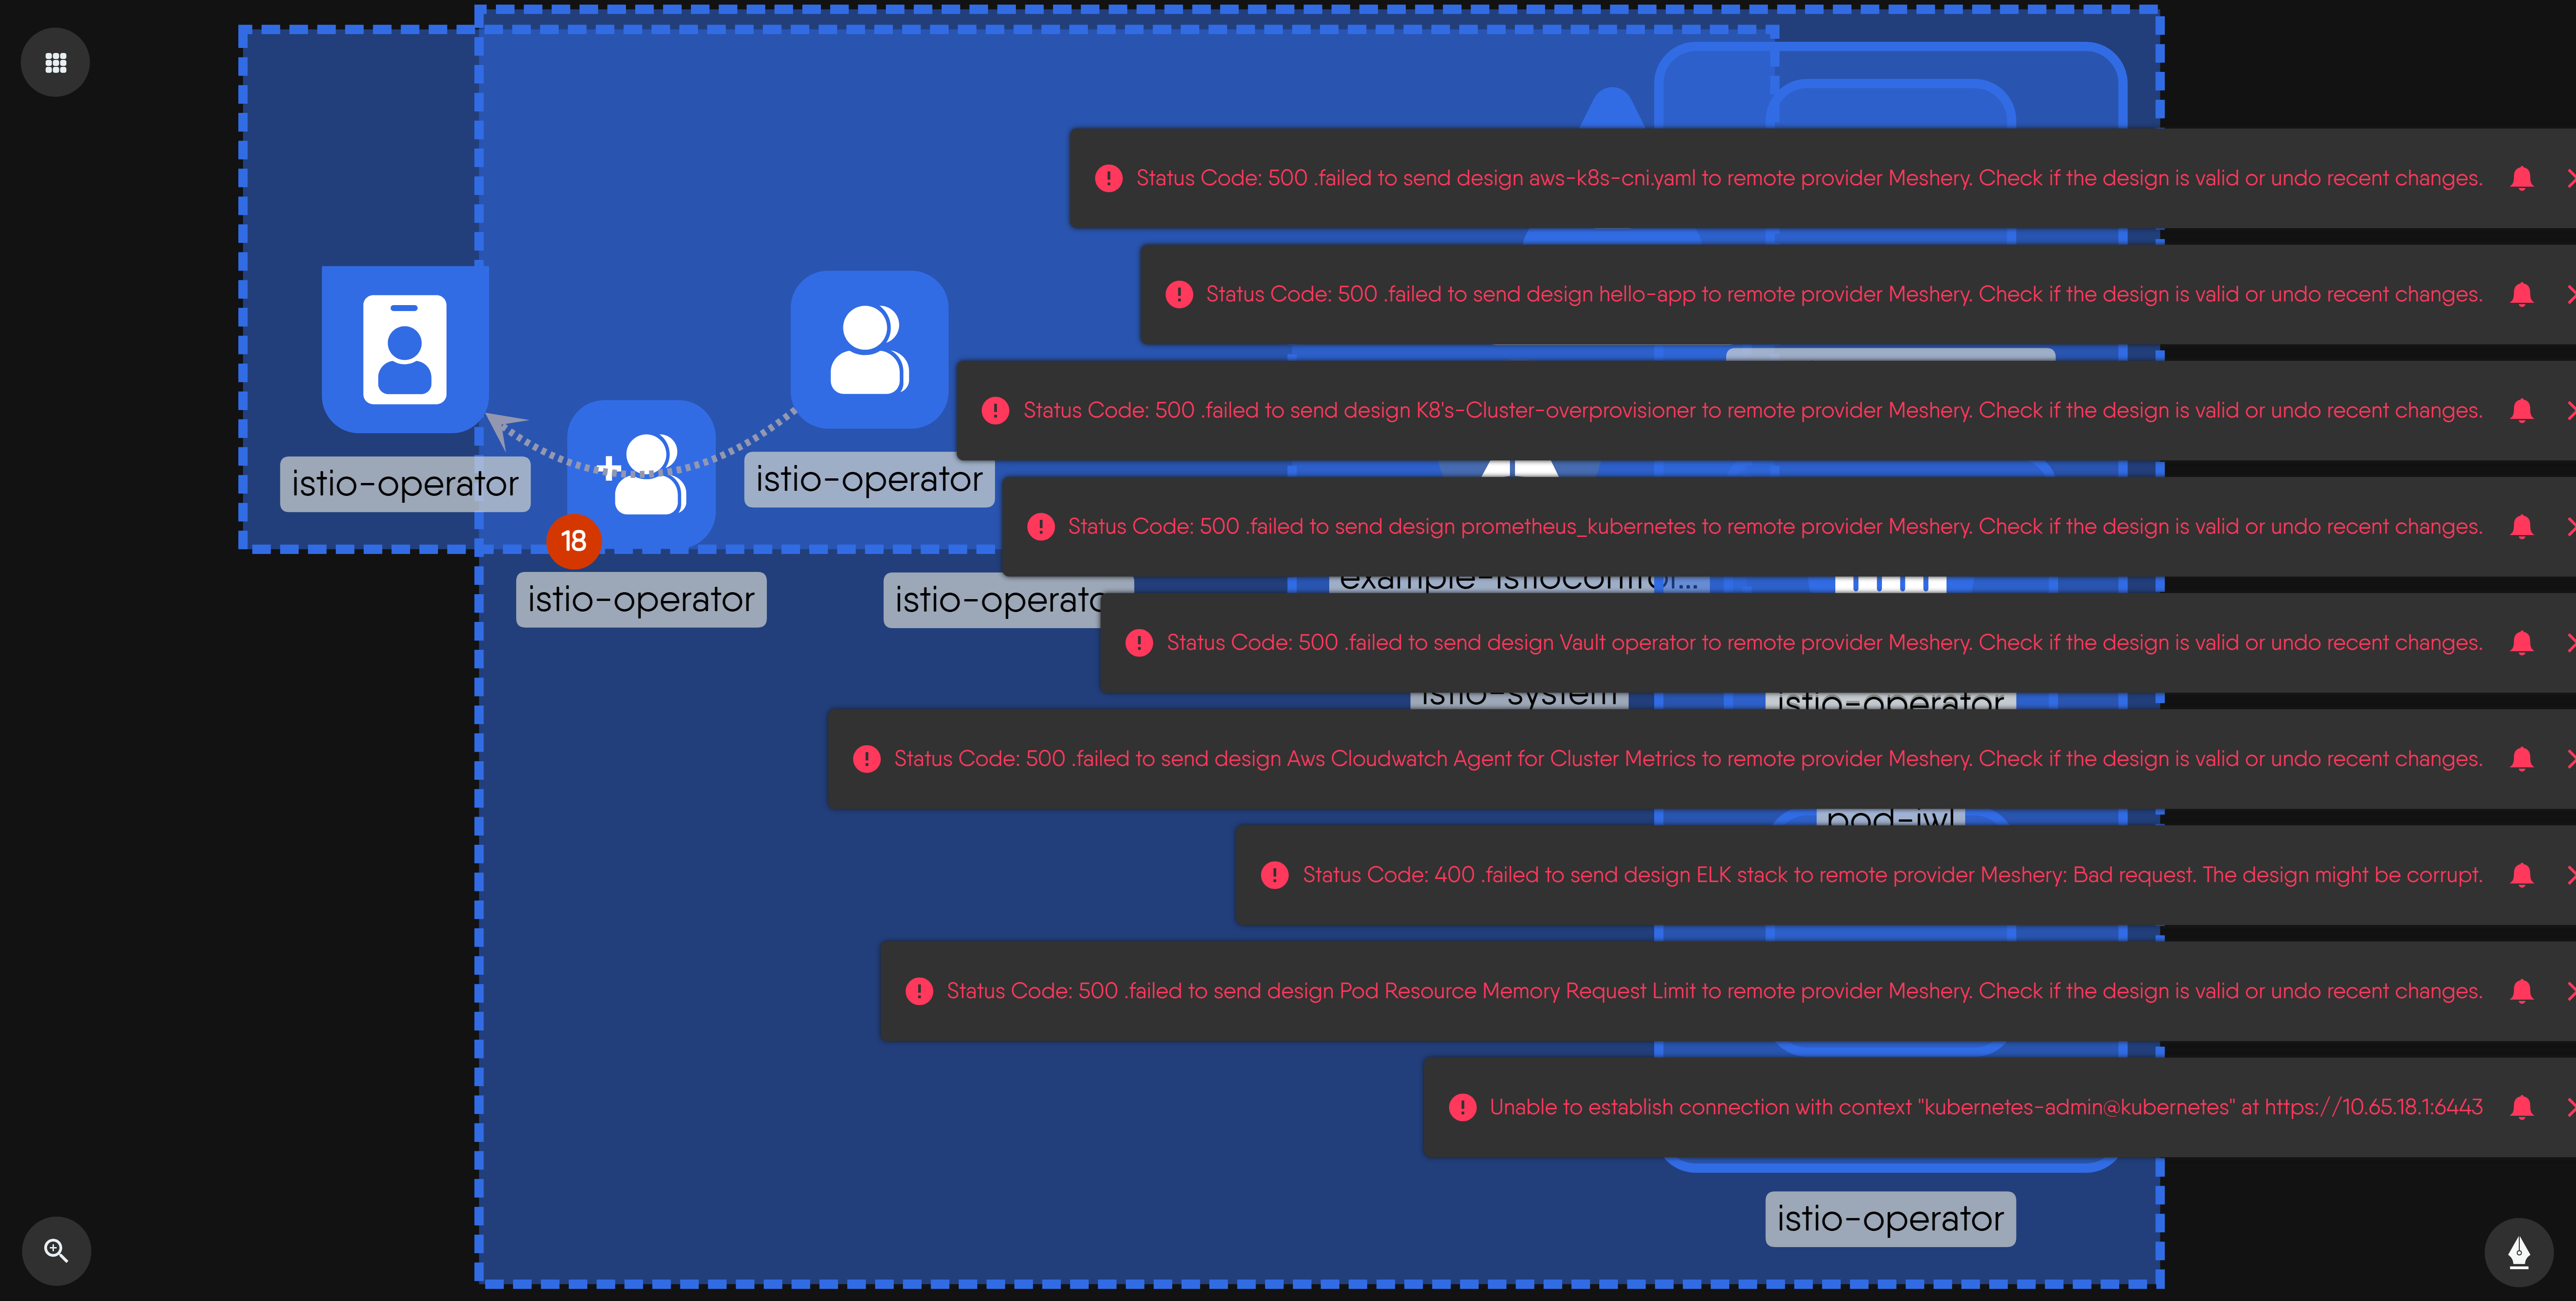 Status Code: 500 .failed to send design aws-k8s-cni.yaml to remote provider Meshery. Check if the design is valid or undo recent changes.
Status Code: 500 .failed to send design hello-app to remote provider Meshery. Check if the design is valid or undo recent changes.
Status Code: 500 .failed to send design K8's-Cluster-overprovisioner to remote provider Meshery. Check if the design is valid or undo recent changes.
istio-operator
istio-operator
Status Code: 500 .failed to send design prometheus_kubernetes to remote provider Meshery. Check if the design is valid or undo recent changes.
18
example-istiocontrol...
istio-operator
istio-operato
Status Code: 500 .failed to send design Vault operator to remote provider Meshery. Check if the design is valid or undo recent changes.
istio-system
istio-operator
Status Code: 500 .failed to send design Aws Cloudwatch Agent for Cluster Metrics to remote provider Meshery. Check if the design is valid or undo recent changes.
pod-iwl
Status Code: 400 .failed to send design ELK stack to remote provider Meshery: Bad request. The design might be corrupt.
Status Code: 500 .failed to send design Pod Resource Memory Request Limit to remote provider Meshery. Check if the design is valid or undo recent changes.
Unable to establish connection with context "kubernetes-admin@kubernetes" at https://10.65.18.1:6443
istio-operator